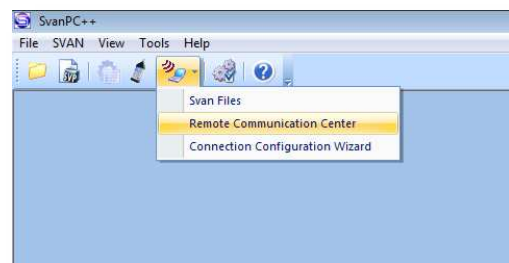 SvanPC++
File SVAN View Tools Help
Svan Files
Remote Communication Center
Connection Configuration Wizard